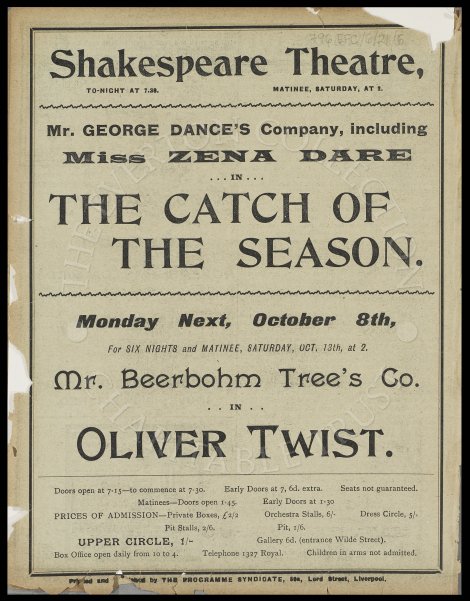 Shakespeare Theatre,
TO-NIGHT AT 7.30. MATINEE, SATURDAY, AT 2.
Mr. GEORGE DANCE'S Company, including
Miss ZENA DARE
...IN...
THE CATCH OF
THE SEASON.
Monday Next, October 8th,
For SIX NIGHTS and MATINEE, SATURDAY, OCT. 13th, at 2.
Mr. Beerbohm Tree's Co.
..IN..
OLIVER TWIST.
Doors open at 7-15—to commence at 7-30. Early Doors at 7, 6d. extra. Seats not guaranteed.
Matinees—Doors open 1-45. Early Doors at 1-30
PRICES OF ADMISSION—Private Boxes, £2/2 Orchestra Stalls, 6/- Dress Circle, 5/-
Pit Stalls, 2/6. Pit, 1/6.
UPPER CIRCLE, 1/- Gallery 6d. (entrance Wilde Street).
Box Office open daily from 10 to 4. Telephone 1327 Royal. Children in arms not admitted.
Printed and by THE PROGRAMME SYNDICATE, Lord Street, Liverpool.